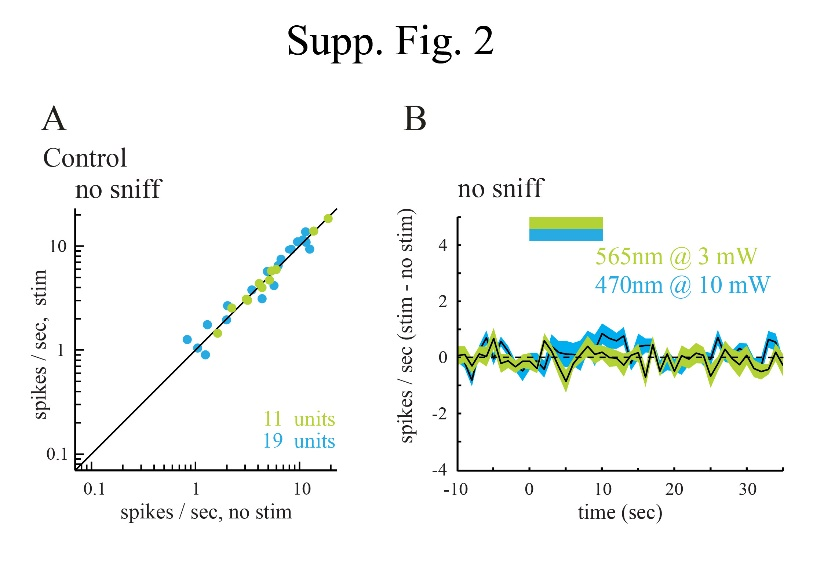 Supp. Fig. 2
A
Control
no sniff
10
1
0.1
spikes / sec, stim
11 units
19 units
0.1 1 10
spikes / sec, no stim
B
no sniff
565nm @ 3 mW
470nm @ 10 mW
4
2
0
-2
-4
spikes / sec (stim - no stim)
-10 0 10 20 30
time (sec)